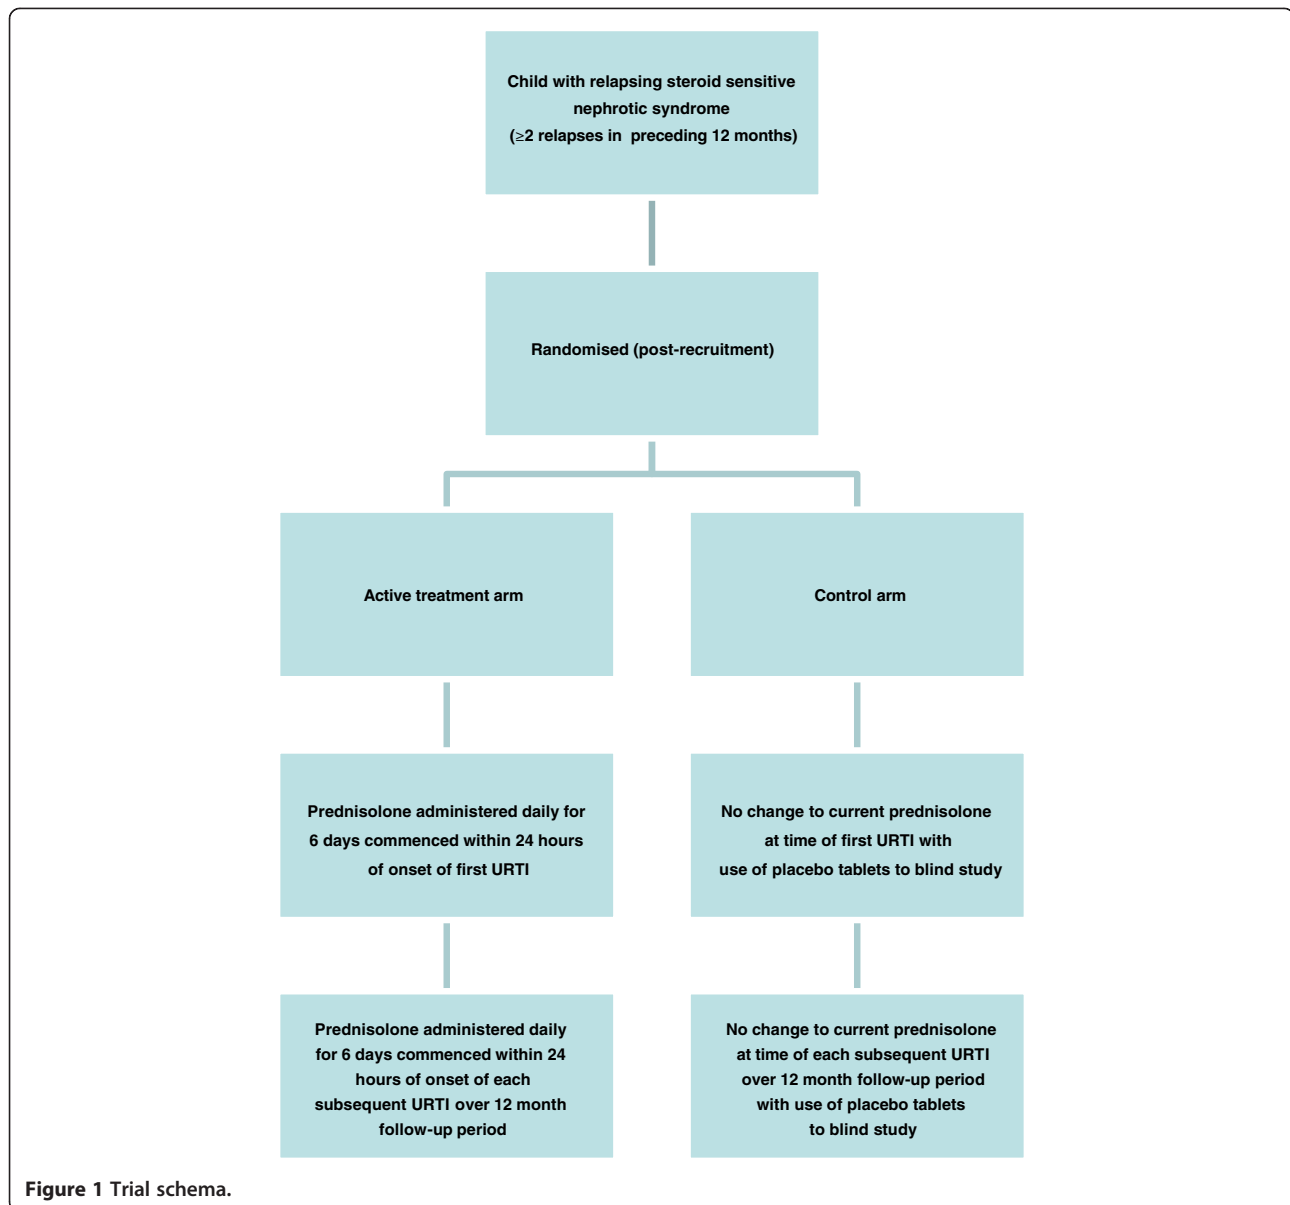 Child with relapsing steroid sensitive
nephrotic syndrome
(≥2 relapses in preceding 12 months)
Randomised (post-recruitment)
Active treatment arm
Control arm
Prednisolone administered daily for
6 days commenced within 24 hours
of onset of first URTI
No change to current prednisolone
at time of first URTI with
use of placebo tablets to blind study
Prednisolone administered daily
for 6 days commenced within 24
hours of onset of each
subsequent URTI over 12 month
follow-up period
No change to current prednisolone
at time of each subsequent URTI
over 12 month follow-up period
with use of placebo tablets
to blind study
Figure 1 Trial schema.